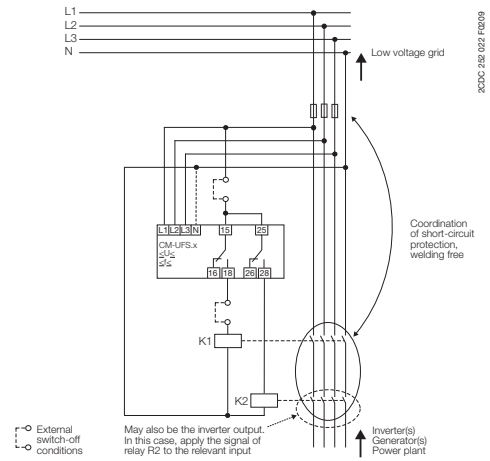 L1
L2
L3
N
Low voltage grid
2CDC 252 022 F0209
Coordination
of short-circuit
protection,
welding free
L1 L2 L3 N 15 25
CM-UFS.x
≤U≤
≤f≤
16 18 26 28
K1
K2
External
switch-off
conditions
May also be the inverter output.
In this case, apply the signal of
relay R2 to the relevant input
Inverter(s)
Generator(s)
Power plant